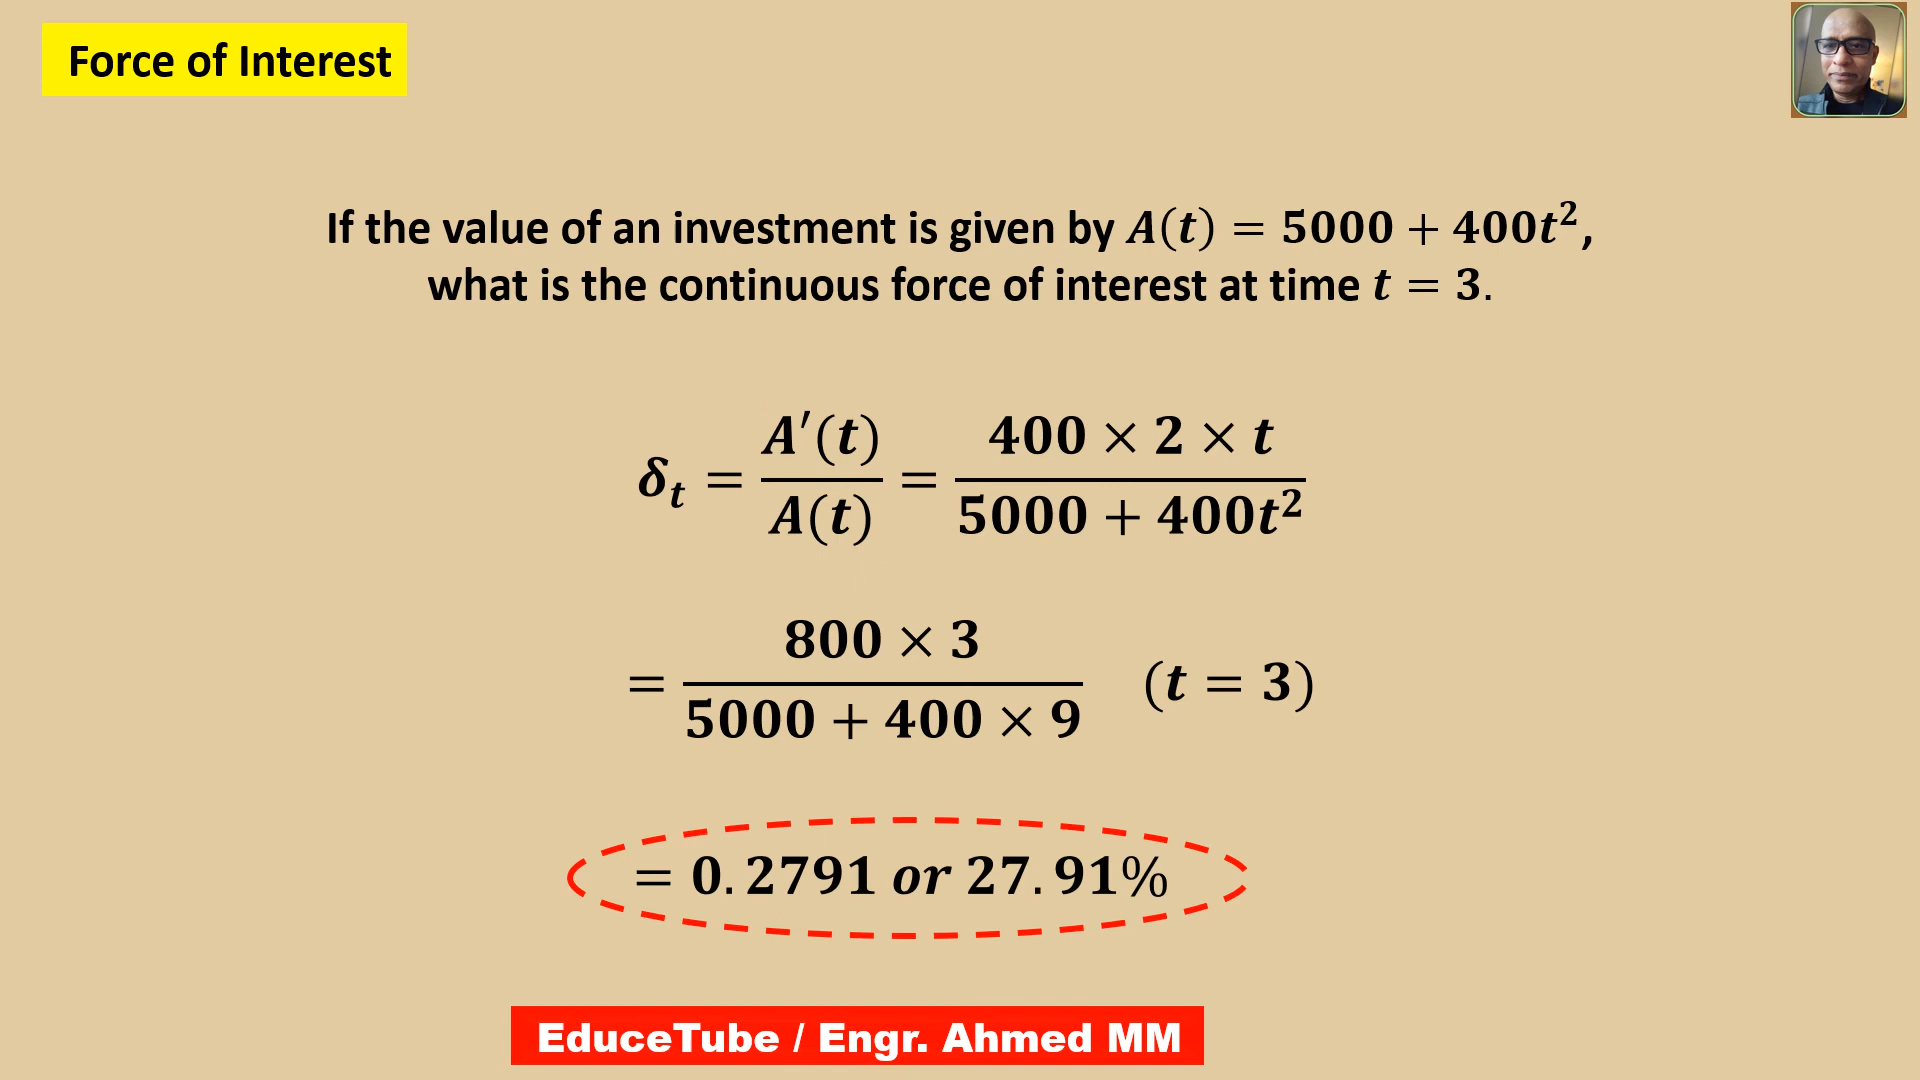 Force of Interest
If the value of an investment is given by A(t) = 5000 + 400t²,
what is the continuous force of interest at time t = 3.
δₜ = A′(t) / A(t) = 400 × 2 × t / 5000 + 400t²
= 800 × 3 / 5000 + 400 × 9 (t = 3)
= 0.2791 or 27.91%
EduceTube / Engr. Ahmed MM